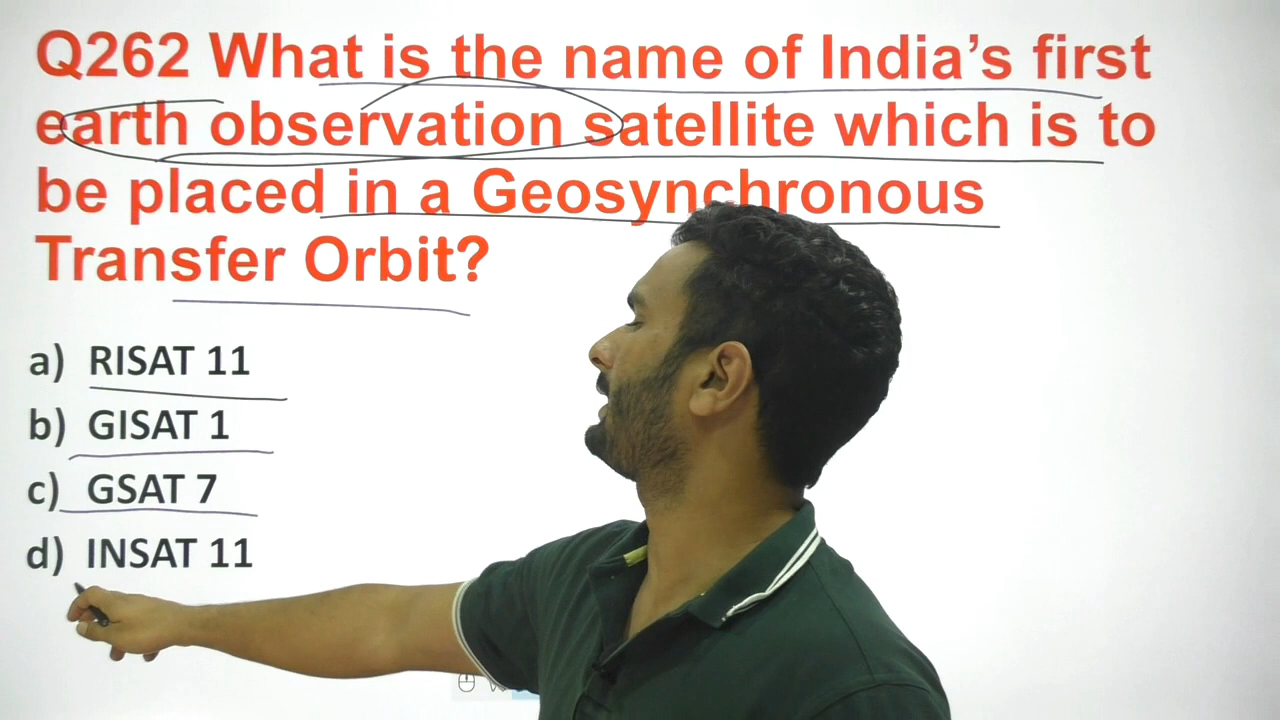 Q262 What is the name of India's first
earth observation satellite which is to
be placed in a Geosynchronous
Transfer Orbit?
a) RISAT 11
b) GISAT 1
c) GSAT 7
d) INSAT 11